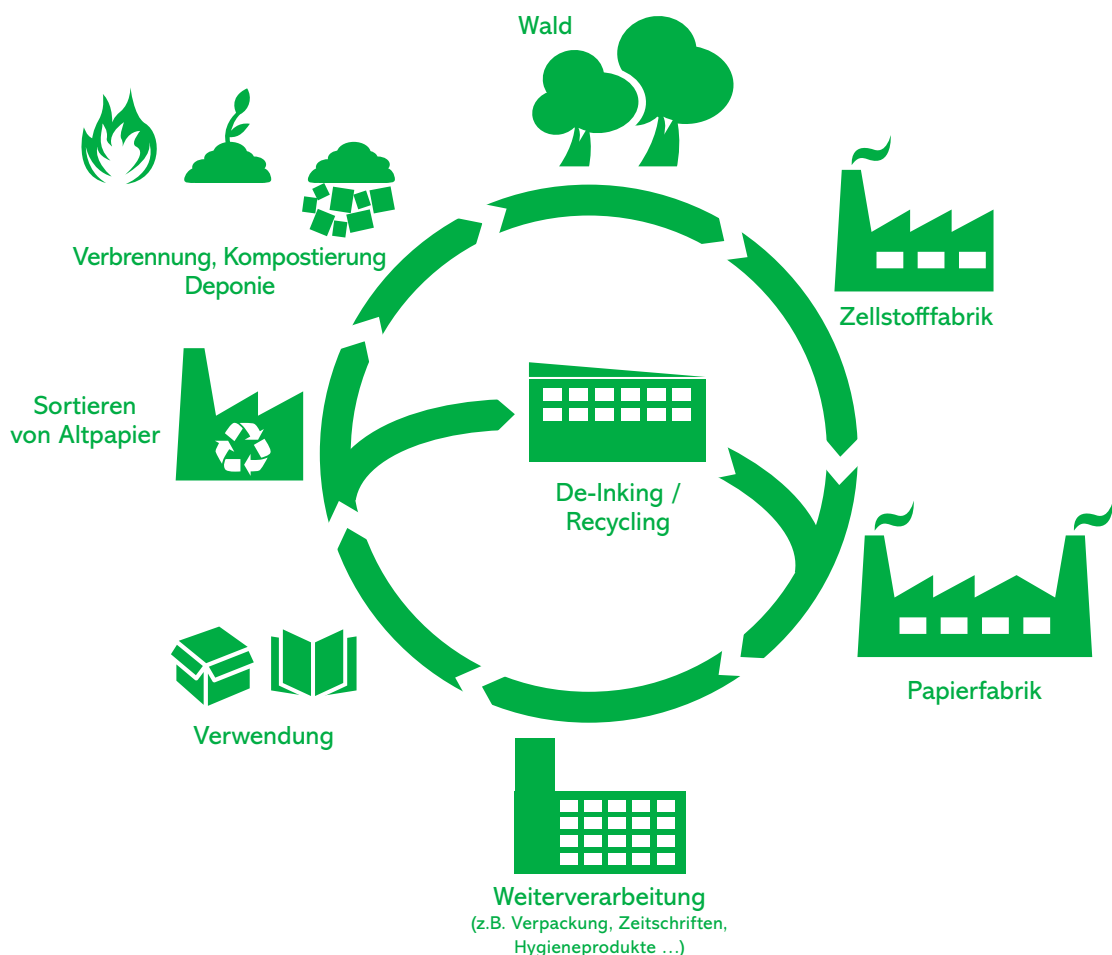 Wald
Verbrennung, Kompostierung
Deponie
Zellstofffabrik
Sortieren
von Altpapier
De-Inking /
Recycling
Papierfabrik
Verwendung
Weiterverarbeitung
(z.B. Verpackung, Zeitschriften,
Hygieneprodukte ...)